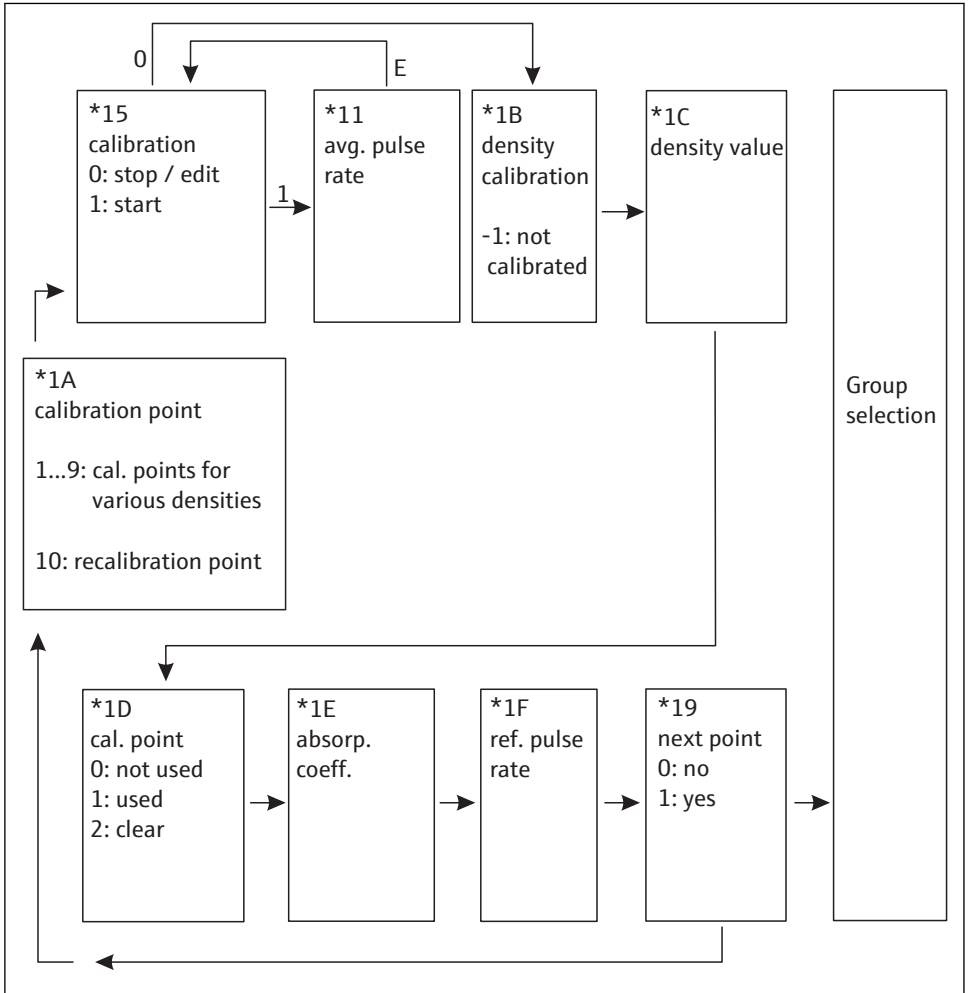 0
E
*15
calibration
0: stop / edit
1: start
1
*11
avg. pulse
rate
*1B
density
calibration
-1: not
calibrated
*1C
density value
Group
selection
*1A
calibration point
1...9: cal. points for
various densities
10: recalibration point
*1D
cal. point
0: not used
1: used
2: clear
*1E
absorp.
coeff.
*1F
ref. pulse
rate
*19
next point
0: no
1: yes